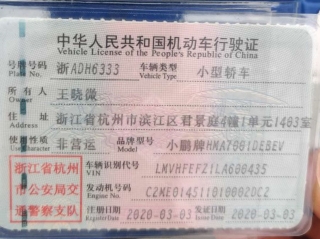 中华人民共和国机动车行驶证
Vehicle License of the People's Republic of China
号牌号码 浙ADH6333 车辆类型 小型轿车
Plate No. Vehicle Type
所有人 王晓微
Owner
住址 浙江省杭州市滨江区君景庭4幢1单元1403室
Address
使用性质 非营运 品牌型号 小鹏牌HMA7001DEBEV
Use Character Model
浙江省杭州市公安局交通警察支队
车辆识别代号 LMVHFEFZ1LA600435
VIN
发动机号码 CZME014S11010002DCZ
Engine No.
注册日期 2020-03-03 发证日期 2020-03-03
Register Date Issue Date